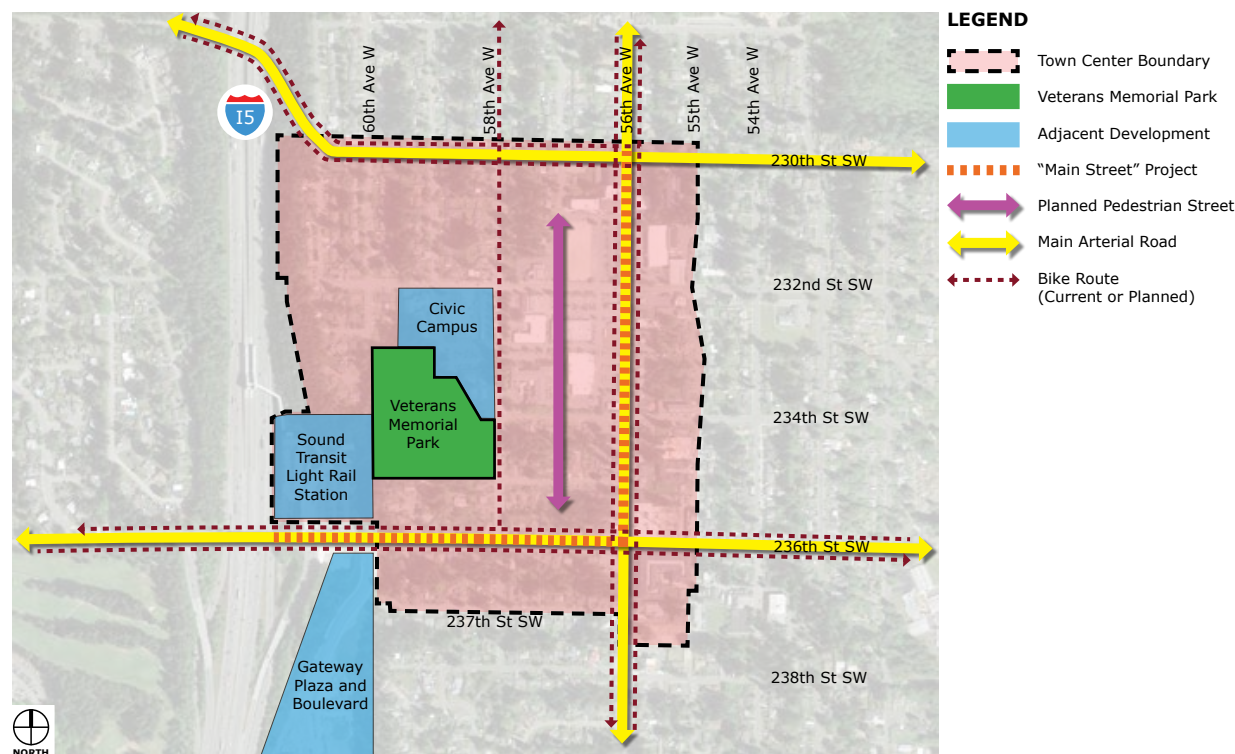 LEGEND
Town Center Boundary
Veterans Memorial Park
Adjacent Development
“Main Street” Project
Planned Pedestrian Street
Main Arterial Road
Bike Route
(Current or Planned)
I5
60th Ave W
58th Ave W
56th Ave W
55th Ave W
54th Ave W
230th St SW
232nd St SW
Civic
Campus
Veterans
Memorial
Park
234th St SW
Sound
Transit
Light Rail
Station
236th St SW
237th St SW
Gateway
Plaza and
Boulevard
238th St SW
NORTH